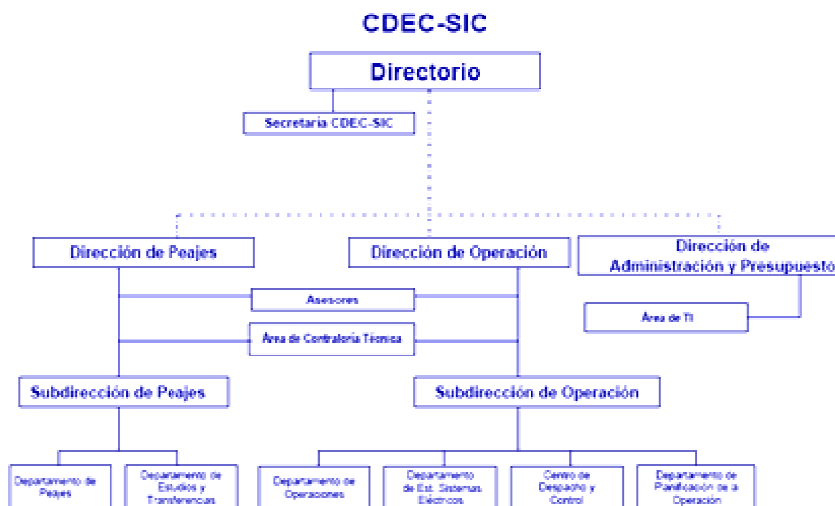 CDEC-SIC
Directorio
Secretaria CDEC-SIC
Dirección de Peajes
Dirección de Operación
Dirección de
Administración y Presupuesto
Asesores
Área de TI
Área de Contraloría Técnica
Subdirección de Peajes
Subdirección de Operación
Departamento de
Peajes
Departamento de
Estudios y
Transferencias
Departamento de
Operaciones
Departamento
de Est. Sistemas
Eléctricos
Centro de
Despacho y
Control
Departamento de
Planificación de la
Operación